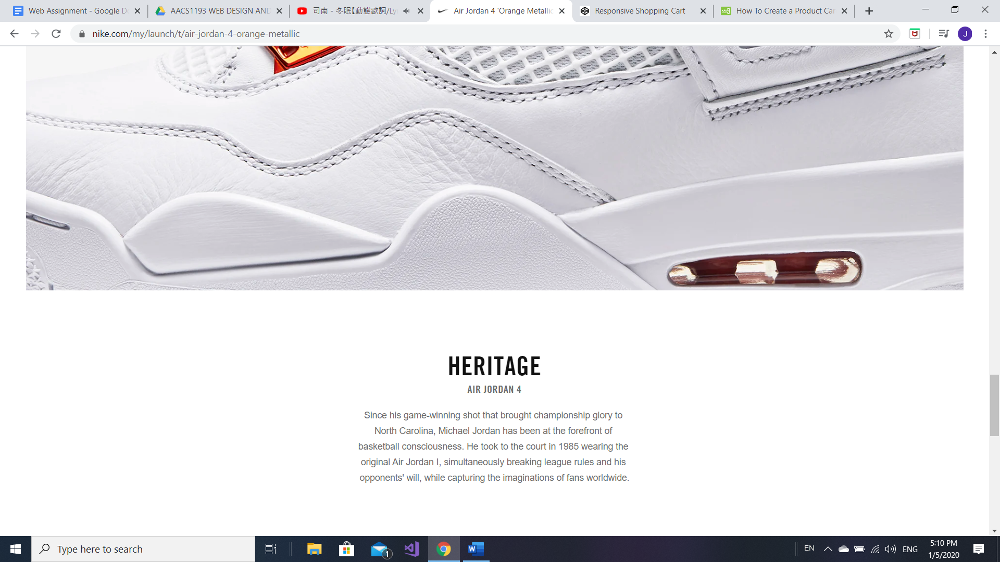 Web Assignment - Google Do
AACS1193 WEB DESIGN AND
司南 - 冬眠【動態歌詞/Ly
Air Jordan 4 'Orange Metallic
Responsive Shopping Cart
How To Create a Product Car
nike.com/my/launch/t/air-jordan-4-orange-metallic
J
HERITAGE
AIR JORDAN 4
Since his game-winning shot that brought championship glory to
North Carolina, Michael Jordan has been at the forefront of
basketball consciousness. He took to the court in 1985 wearing the
original Air Jordan I, simultaneously breaking league rules and his
opponents' will, while capturing the imaginations of fans worldwide.
Type here to search
1
EN
ENG
5:10 PM
1/5/2020